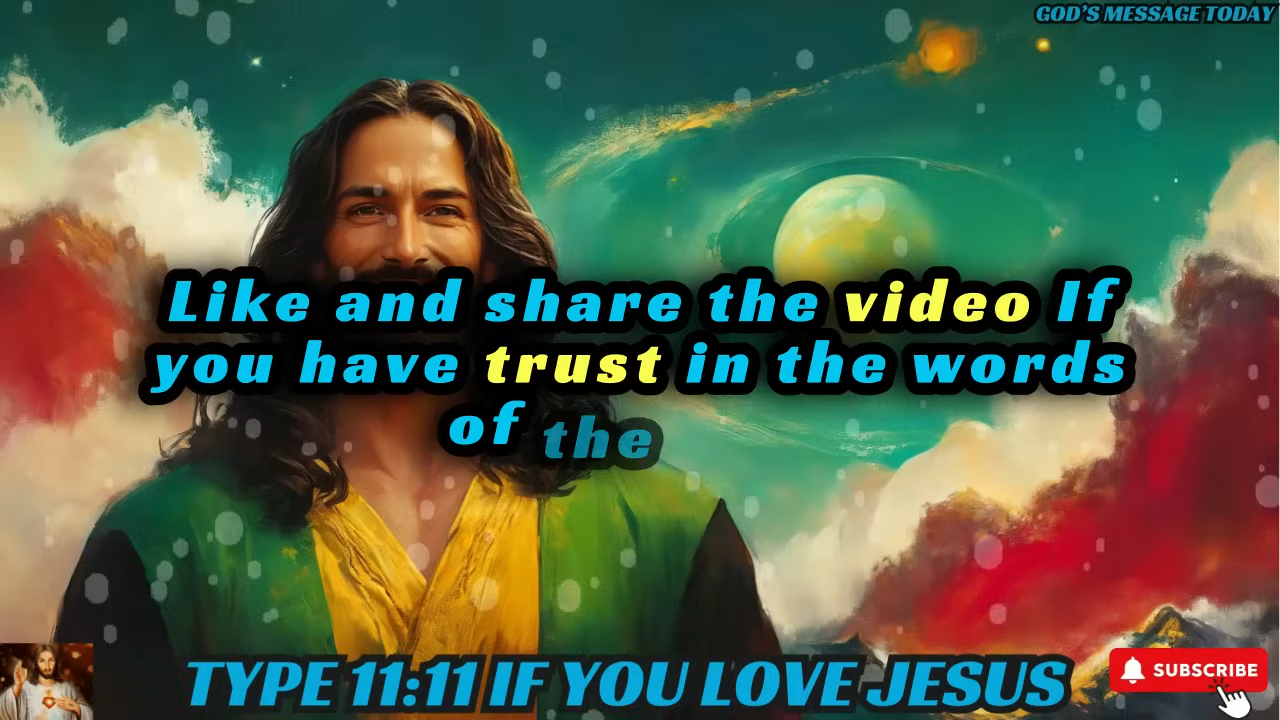 GOD'S MESSAGE TODAY
Like and share the video If
you have trust in the words
of the
TYPE 11:11 IF YOU LOVE JESUS
SUBSCRIBE